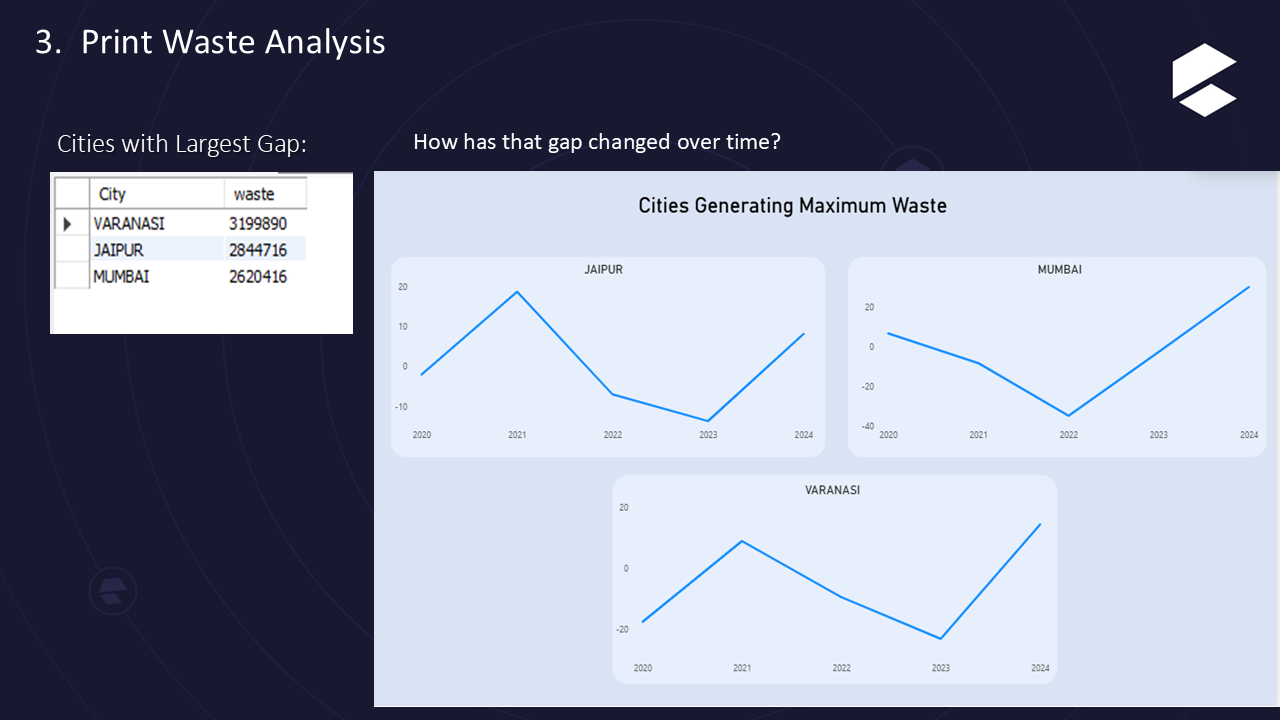 3. Print Waste Analysis
Cities with Largest Gap:
City waste
VARANASI 3199890
JAIPUR 2844716
MUMBAI 2620416
How has that gap changed over time?
Cities Generating Maximum Waste
JAIPUR
20
10
0
-10
2020 2021 2022 2023 2024
MUMBAI
20
0
-20
-40
2020 2021 2022 2023 2024
VARANASI
20
0
-20
2020 2021 2022 2023 2024